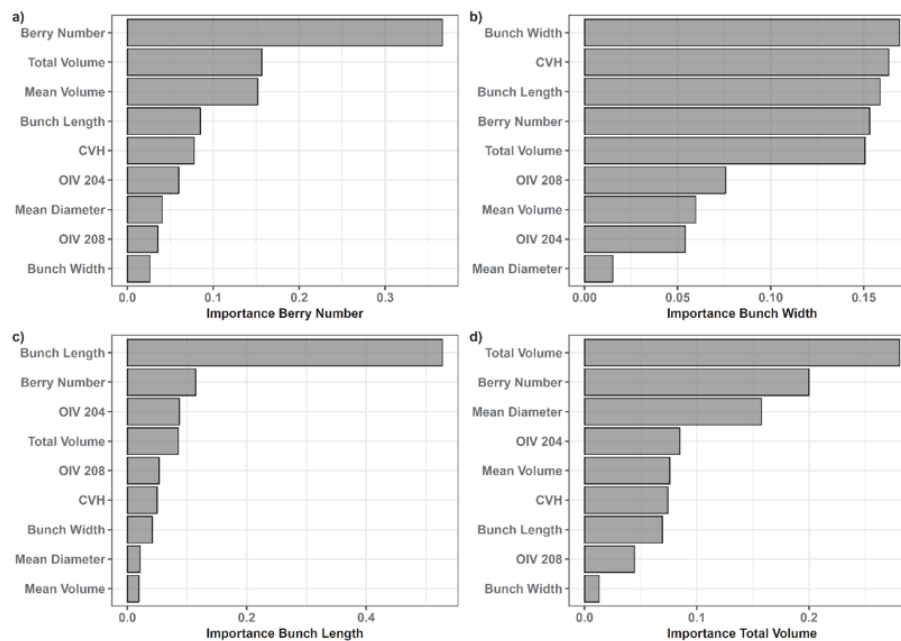 a)
Berry Number
Total Volume
Mean Volume
Bunch Length
CVH
OIV 204
Mean Diameter
OIV 208
Bunch Width
0.0 0.1 0.2 0.3
Importance Berry Number
b)
Bunch Width
CVH
Bunch Length
Berry Number
Total Volume
OIV 208
Mean Volume
OIV 204
Mean Diameter
0.00 0.05 0.10 0.15
Importance Bunch Width
c)
Bunch Length
Berry Number
OIV 204
Total Volume
OIV 208
CVH
Bunch Width
Mean Diameter
Mean Volume
0.0 0.2 0.4
Importance Bunch Length
d)
Total Volume
Berry Number
Mean Diameter
OIV 204
Mean Volume
CVH
Bunch Length
OIV 208
Bunch Width
0.0 0.1 0.2
Importance Total Volume